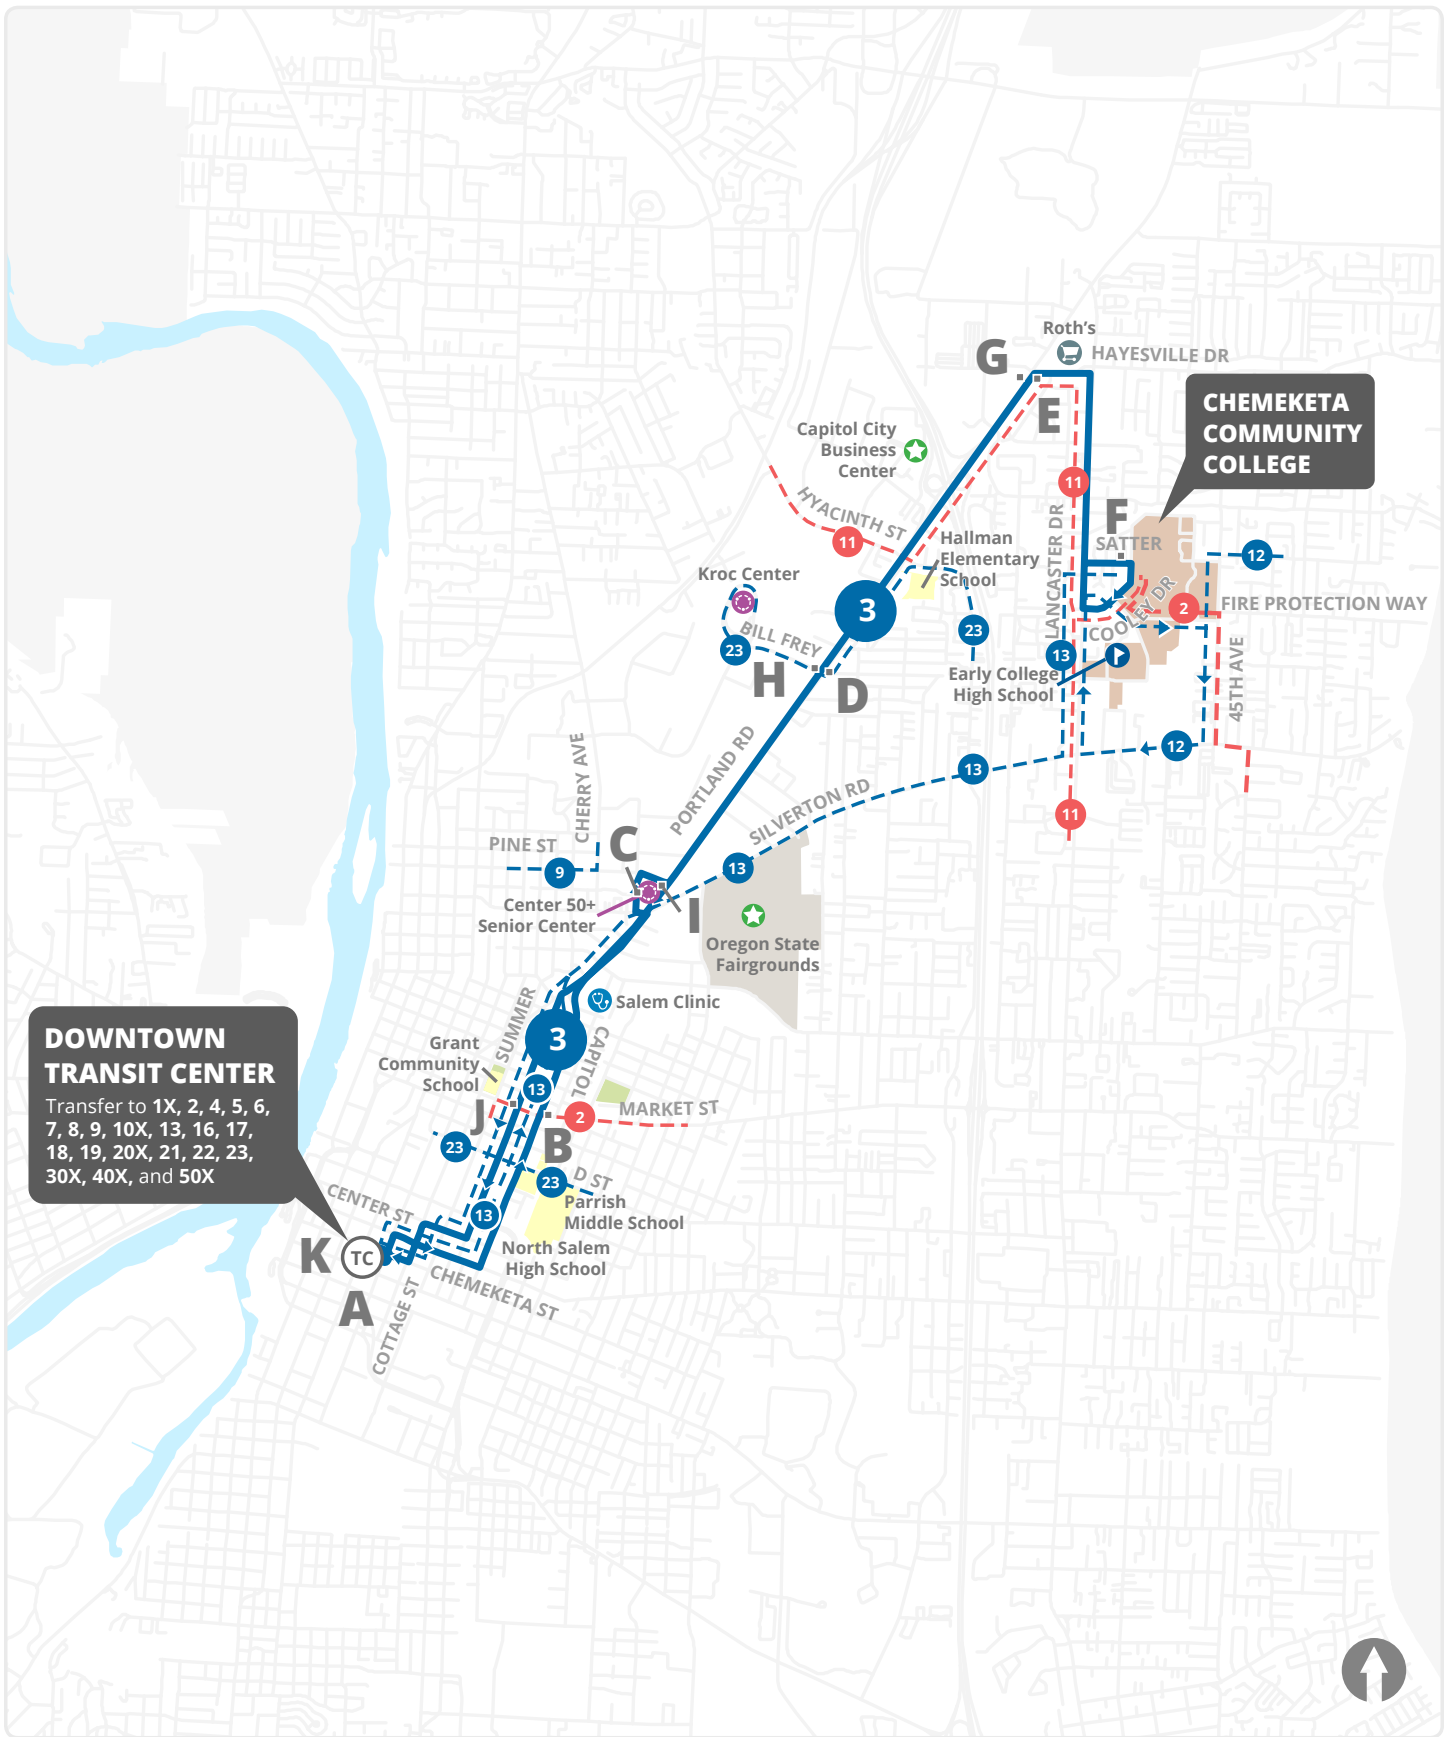 Roth's
G
HAYESVILLE DR
CHEMEKETA
COMMUNITY
COLLEGE
E
Capitol City
Business
Center
11
HYACINTH ST
11
F
SATTER
Hallman
Elementary
School
LANCASTER DR
12
Kroc Center
3
COOLEY DR
2
FIRE PROTECTION WAY
BILL FREY
23
23
13
H
D
Early College
High School
45TH AVE
CHERRY AVE
PORTLAND RD
12
13
SILVERTON RD
11
PINE ST
C
9
13
Center 50+
Senior Center
I
Oregon State
Fairgrounds
SUMMER
Salem Clinic
DOWNTOWN
TRANSIT CENTER
Transfer to 1X, 2, 4, 5, 6,
7, 8, 9, 10X, 13, 16, 17,
18, 19, 20X, 21, 22, 23,
30X, 40X, and 50X
3
CAPITOL
Grant
Community
School
13
J
2
MARKET ST
B
23
23
D ST
Parrish
Middle School
CENTER ST
13
North Salem
High School
K
TC
A
CHEMEKETA ST
COTTAGE ST